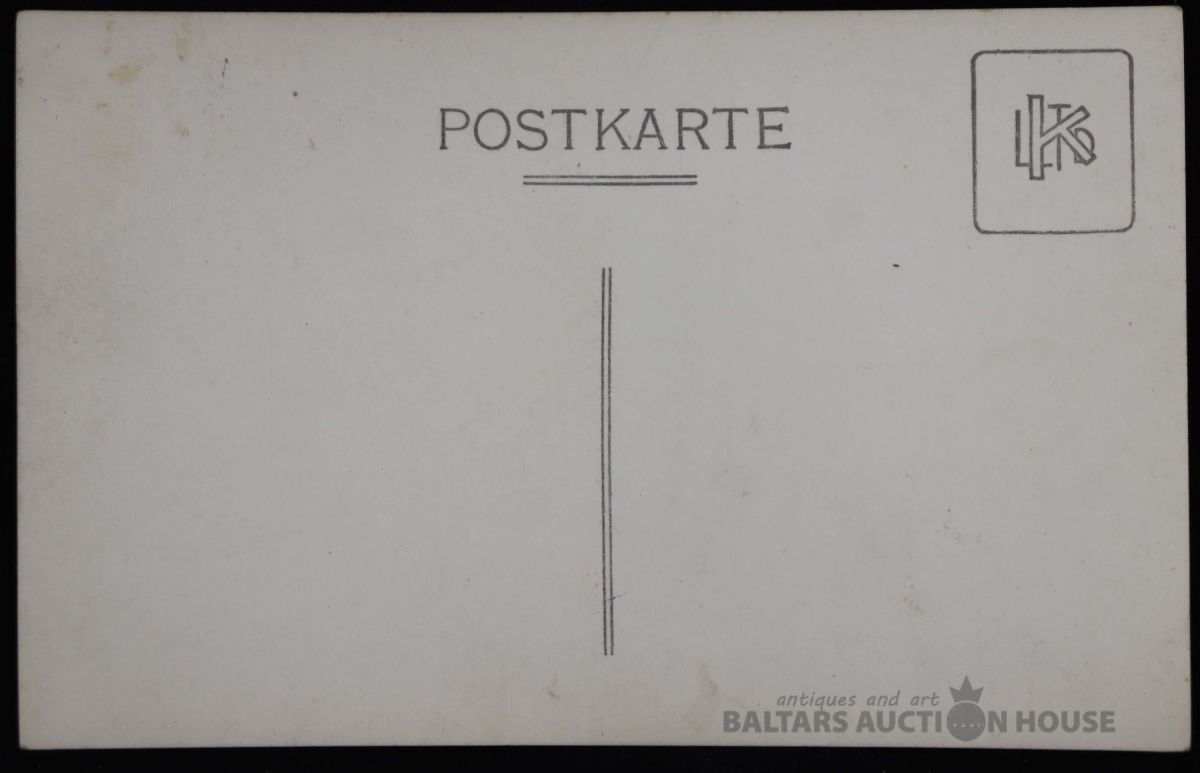 POSTKARTE
antiques and art
BALTARS AUCTION HOUSE